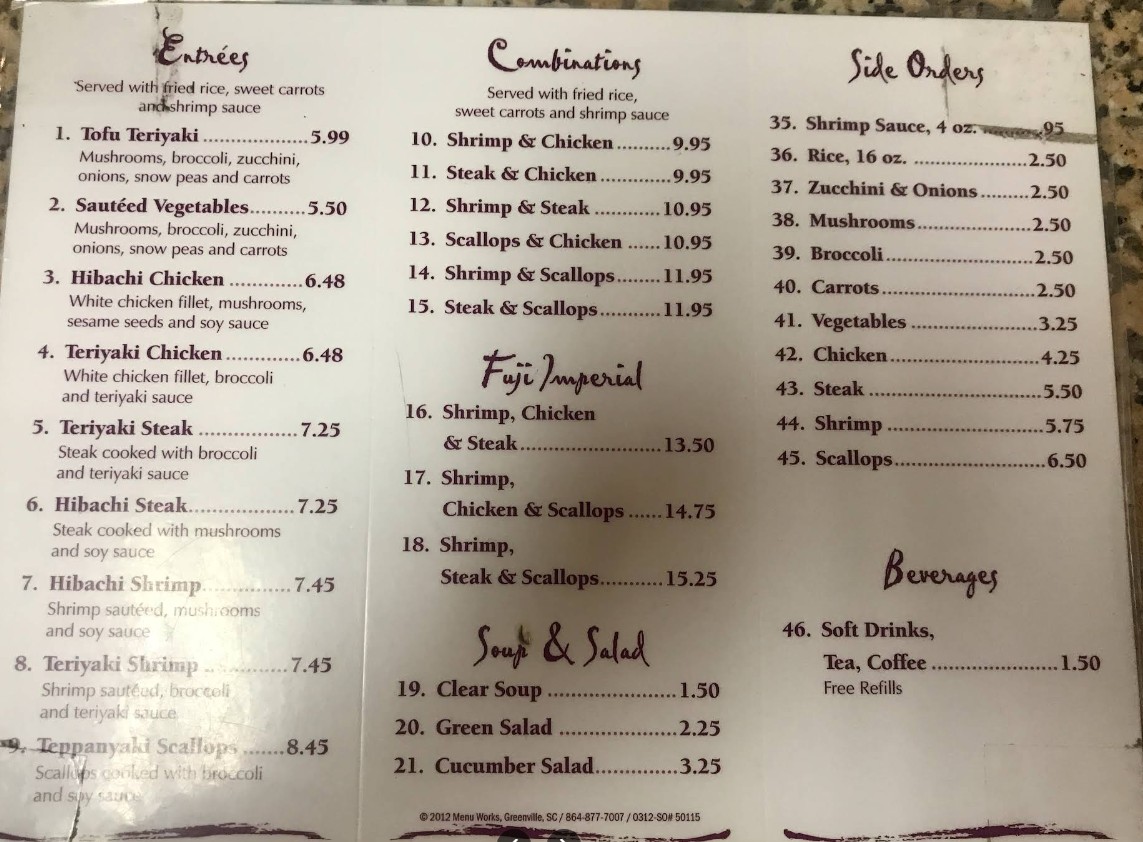 Entrées
Served with fried rice, sweet carrots
and shrimp sauce
1. Tofu Teriyaki ....................5.99
Mushrooms, broccoli, zucchini,
onions, snow peas and carrots
2. Sautéed Vegetables..........5.50
Mushrooms, broccoli, zucchini,
onions, snow peas and carrots
3. Hibachi Chicken .............6.48
White chicken fillet, mushrooms,
sesame seeds and soy sauce
4. Teriyaki Chicken.............6.48
White chicken fillet, broccoli
and teriyaki sauce
5. Teriyaki Steak ..................7.25
Steak cooked with broccoli
and teriyaki sauce
6. Hibachi Steak...................7.25
Steak cooked with mushrooms
and soy sauce
7. Hibachi Shrimp................7.45
Shrimp sautéed, mushrooms
and soy sauce
8. Teriyaki Shrimp ...............7.45
Shrimp sautéed, broccoli
and teriyaki sauce
9. Teppanyaki Scallops .......8.45
Scallops cooked with broccoli
and soy sauce
Combinations
Served with fried rice,
sweet carrots and shrimp sauce
10. Shrimp & Chicken ..........9.95
11. Steak & Chicken .............9.95
12. Shrimp & Steak ............10.95
13. Scallops & Chicken ......10.95
14. Shrimp & Scallops........11.95
15. Steak & Scallops...........11.95
Fuji Imperial
16. Shrimp, Chicken
& Steak.........................13.50
17. Shrimp,
Chicken & Scallops ......14.75
18. Shrimp,
Steak & Scallops...........15.25
Soup & Salad
19. Clear Soup .......................1.50
20. Green Salad .....................2.25
21. Cucumber Salad..............3.25
© 2012 Menu Works, Greenville, SC / 864-877-7007 / 0312-SO# 50115
Side Orders
35. Shrimp Sauce, 4 oz. ...........95
36. Rice, 16 oz. .....................2.50
37. Zucchini & Onions .........2.50
38. Mushrooms.....................2.50
39. Broccoli...........................2.50
40. Carrots............................2.50
41. Vegetables .......................3.25
42. Chicken...........................4.25
43. Steak ...............................5.50
44. Shrimp ............................5.75
45. Scallops...........................6.50
Beverages
46. Soft Drinks,
Tea, Coffee .......................1.50
Free Refills